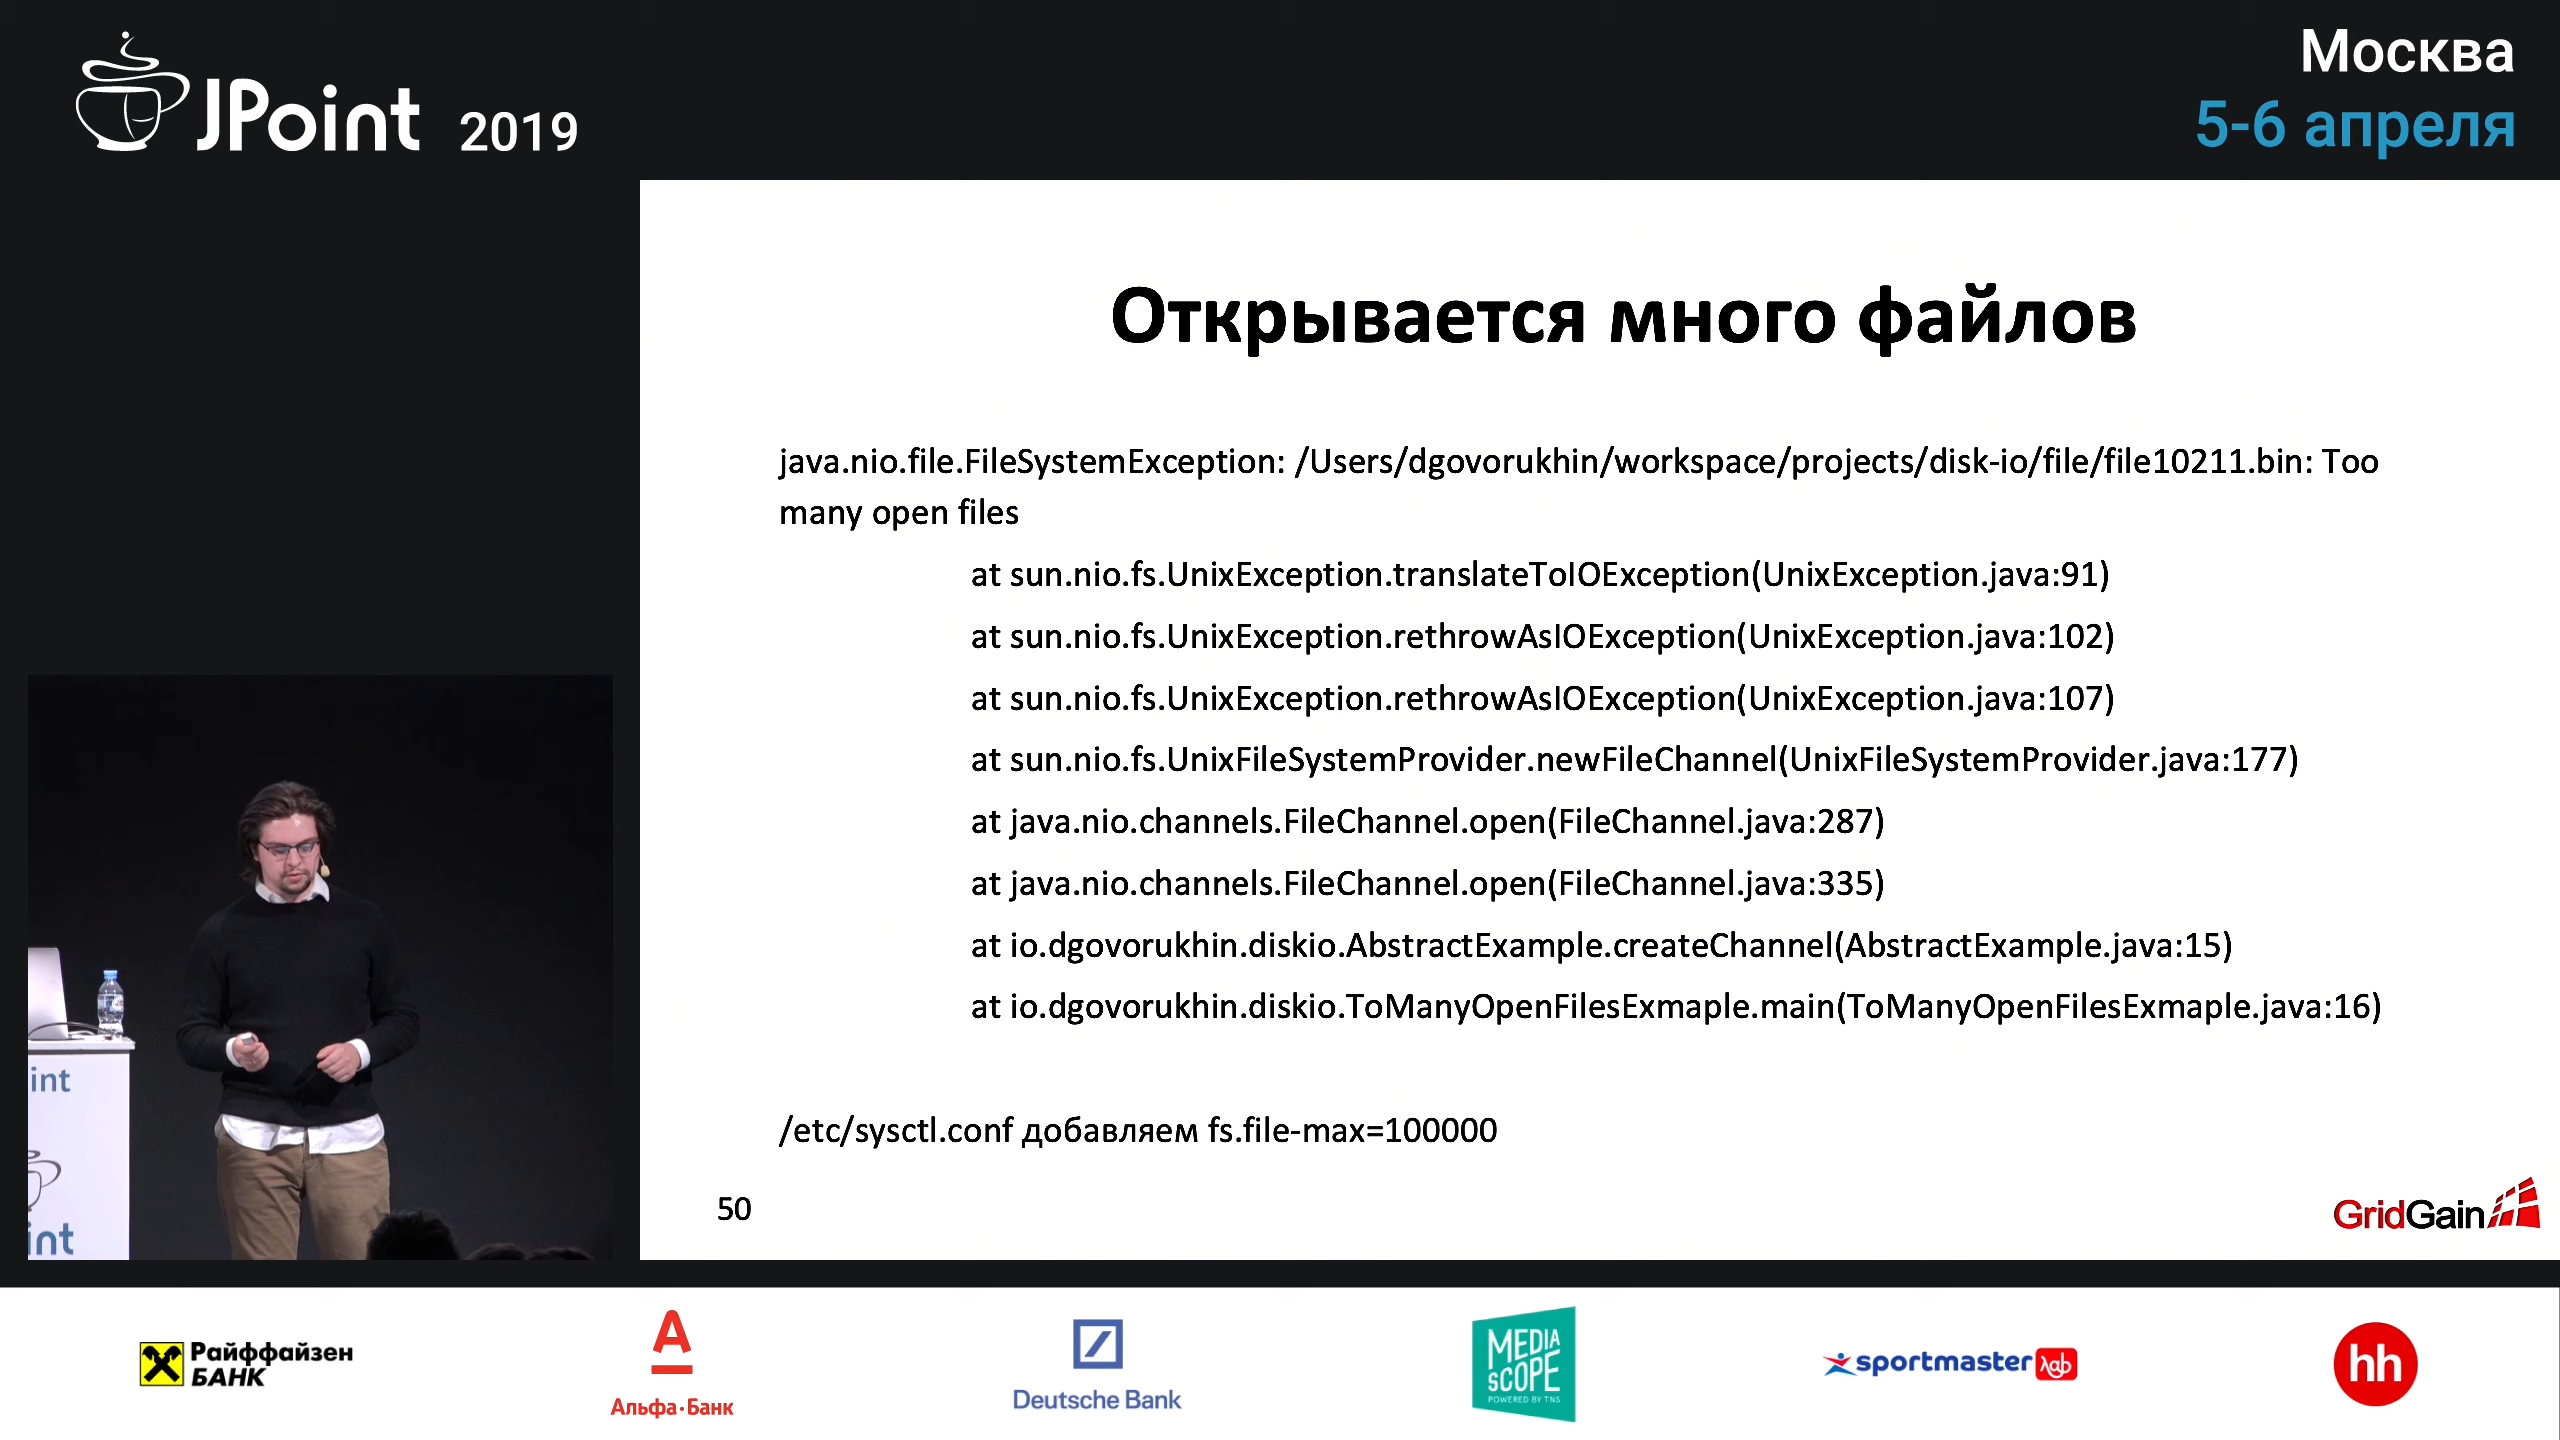 JPoint 2019
Москва
5-6 апреля
Открывается много файлов
java.nio.file.FileSystemException: /Users/dgovorukhin/workspace/projects/disk-io/file/file10211.bin: Too
many open files
at sun.nio.fs.UnixException.translateToIOException(UnixException.java:91)
at sun.nio.fs.UnixException.rethrowAsIOException(UnixException.java:102)
at sun.nio.fs.UnixException.rethrowAsIOException(UnixException.java:107)
at sun.nio.fs.UnixFileSystemProvider.newFileChannel(UnixFileSystemProvider.java:177)
at java.nio.channels.FileChannel.open(FileChannel.java:287)
at java.nio.channels.FileChannel.open(FileChannel.java:335)
at io.dgovorukhin.diskio.AbstractExample.createChannel(AbstractExample.java:15)
at io.dgovorukhin.diskio.ToManyOpenFilesExmaple.main(ToManyOpenFilesExmaple.java:16)
/etc/sysctl.conf добавляем fs.file-max=100000
50
GridGain
int
int
Райффайзен
БАНК
А
Альфа·Банк
Deutsche Bank
MEDIA
SCOPE
POWERED BY TNS
sportmaster лаб
hh